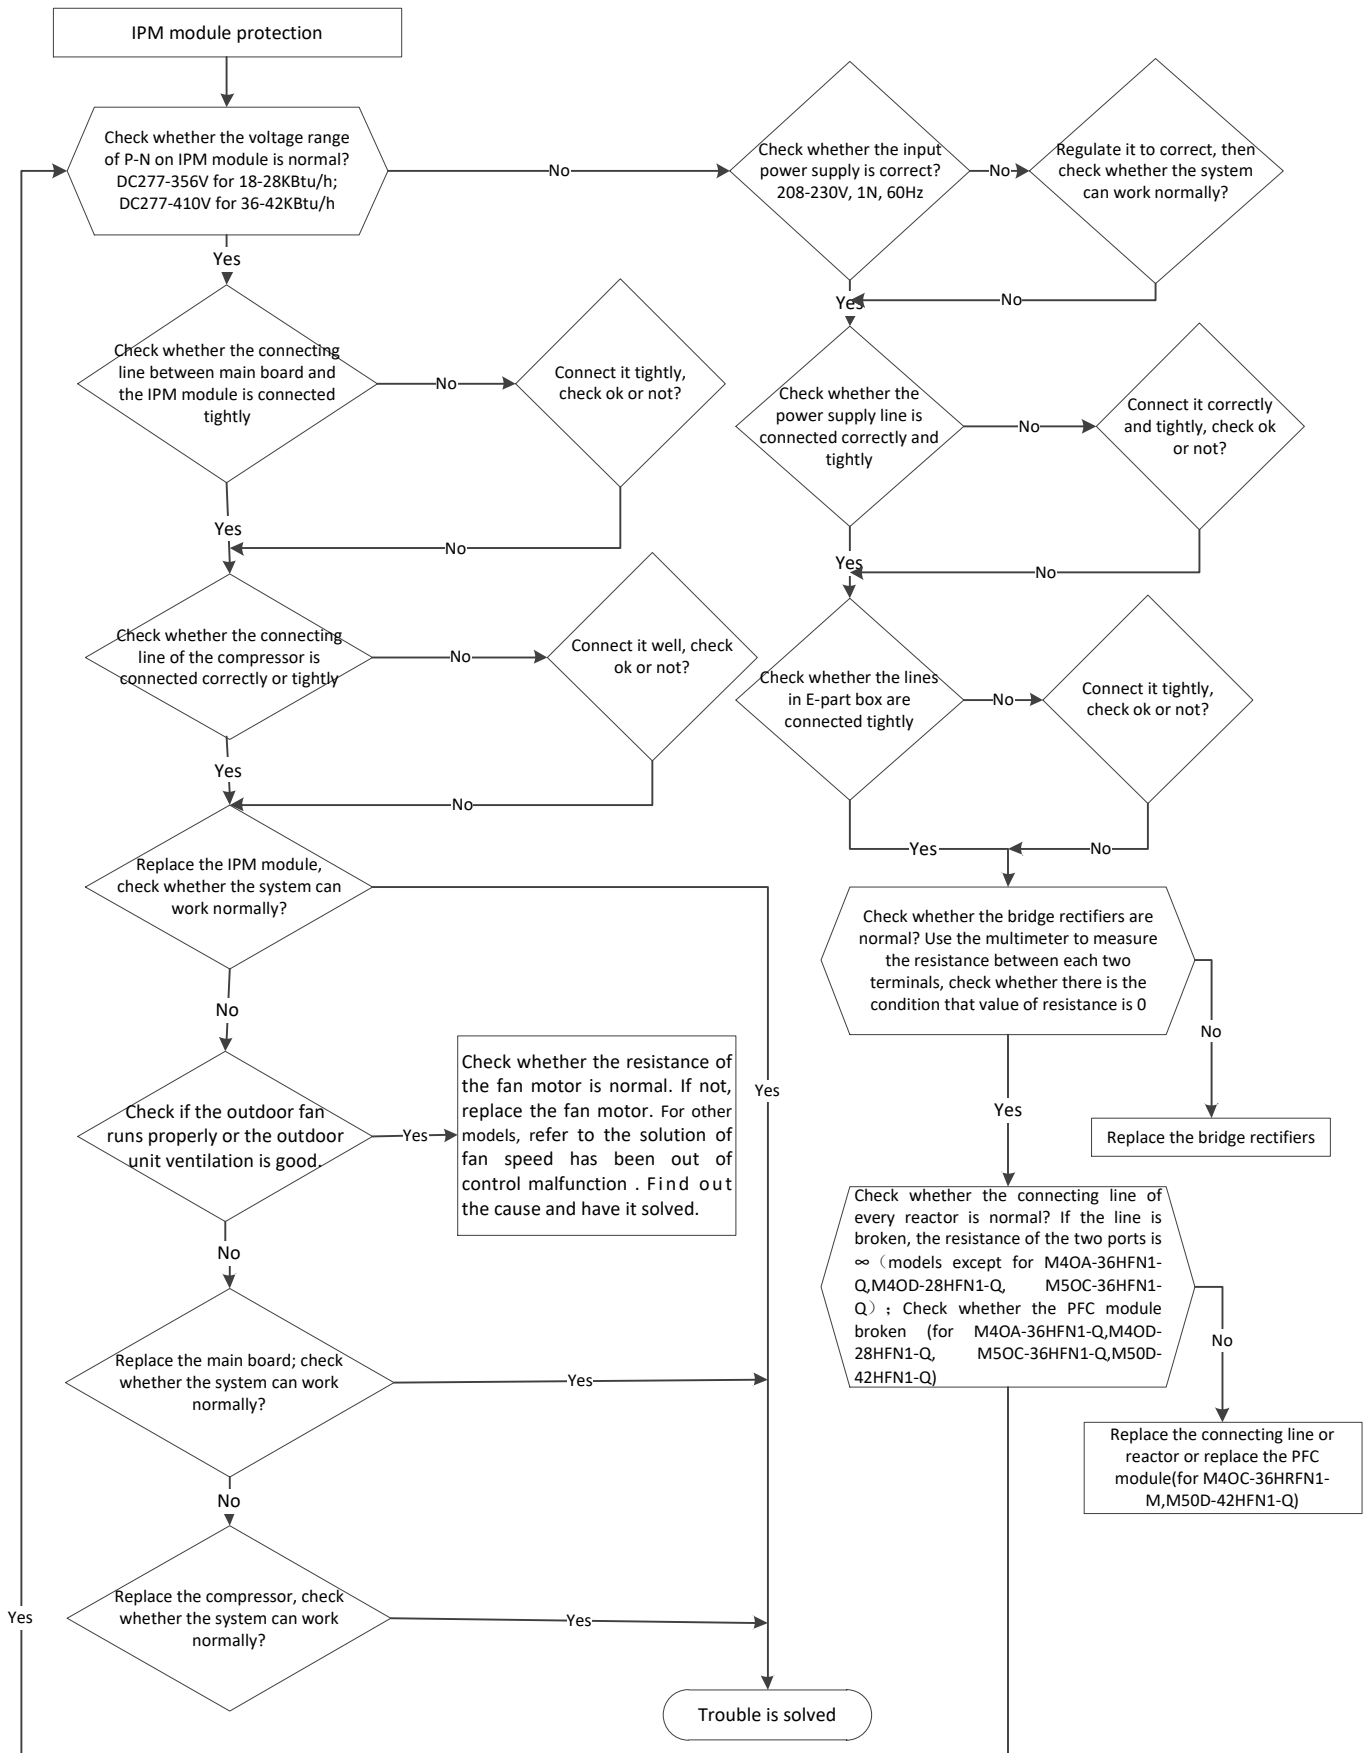 IPM module protection
Check whether the voltage range
of P-N on IPM module is normal?
DC277-356V for 18-28KBtu/h;
DC277-410V for 36-42KBtu/h
No
Check whether the input
power supply is correct?
208-230V, 1N, 60Hz
No
Regulate it to correct, then
check whether the system
can work normally?
Yes
No
Yes
Check whether the connecting
line between main board and
the IPM module is connected
tightly
No
Connect it tightly,
check ok or not?
Check whether the
power supply line is
connected correctly and
tightly
No
Connect it correctly
and tightly, check ok
or not?
Yes
No
Yes
No
Check whether the connecting
line of the compressor is
connected correctly or tightly
No
Connect it well, check
ok or not?
Check whether the lines
in E-part box are
connected tightly
No
Connect it tightly,
check ok or not?
Yes
No
Yes
No
Replace the IPM module,
check whether the system can
work normally?
Check whether the bridge rectifiers are
normal? Use the multimeter to measure
the resistance between each two
terminals, check whether there is the
condition that value of resistance is 0
No
No
Yes
Yes
Check if the outdoor fan
runs properly or the outdoor
unit ventilation is good.
Yes
Check whether the resistance of
the fan motor is normal. If not,
replace the fan motor. For other
models, refer to the solution of
fan speed has been out of
control malfunction . Find out
the cause and have it solved.
Replace the bridge rectifiers
No
Check whether the connecting line of
every reactor is normal? If the line is
broken, the resistance of the two ports is
∞（models except for M4OA-36HFN1-
Q,M4OD-28HFN1-Q, M5OC-36HFN1-
Q）；Check whether the PFC module
broken (for M4OA-36HFN1-Q,M4OD-
28HFN1-Q, M5OC-36HFN1-Q,M50D-
42HFN1-Q)
No
Replace the main board; check
whether the system can work
normally?
Yes
Replace the connecting line or
reactor or replace the PFC
module(for M4OC-36HRFN1-
M,M50D-42HFN1-Q)
No
Replace the compressor, check
whether the system can work
normally?
Yes
Yes
Trouble is solved